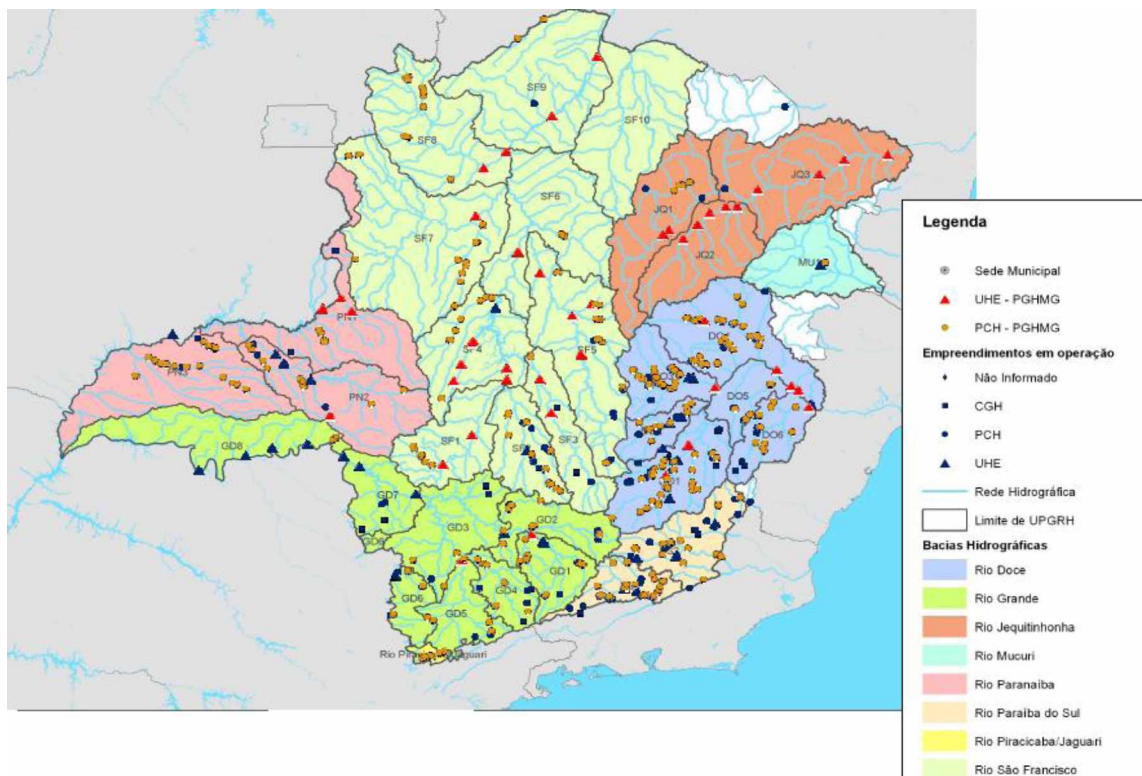 SF9
SF10
SF8
JQ3
JQ1
SF6
SF7
JQ2
MU1
PN1
SF4
SF5
PN3
PN2
DO5
DO6
SF1
SF3
GD8
GD7
GD3
GD2
GD1
GD6
GD4
GD5
Legenda
Sede Municipal
UHE - PGHMG
PCH - PGHMG
Empreendimentos em operação
Não Informado
CGH
PCH
UHE
Rede Hidrográfica
Limite de UPGRH
Bacias Hidrográficas
Rio Doce
Rio Grande
Rio Jequitinhonha
Rio Mucuri
Rio Paranaíba
Rio Paraíba do Sul
Rio Piracicaba/Jaguari
Rio São Francisco